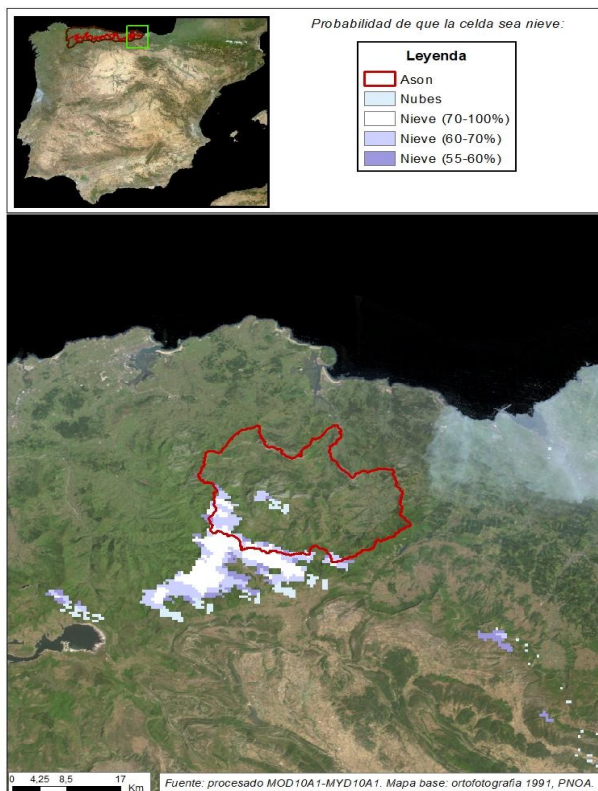 Probabilidad de que la celda sea nieve:
Leyenda
Ason
Nubes
Nieve (70-100%)
Nieve (60-70%)
Nieve (55-60%)
0 4,25 8,5 17
Km
Fuente: procesado MOD10A1-MYD10A1. Mapa base: ortofotografía 1991, PNOA.